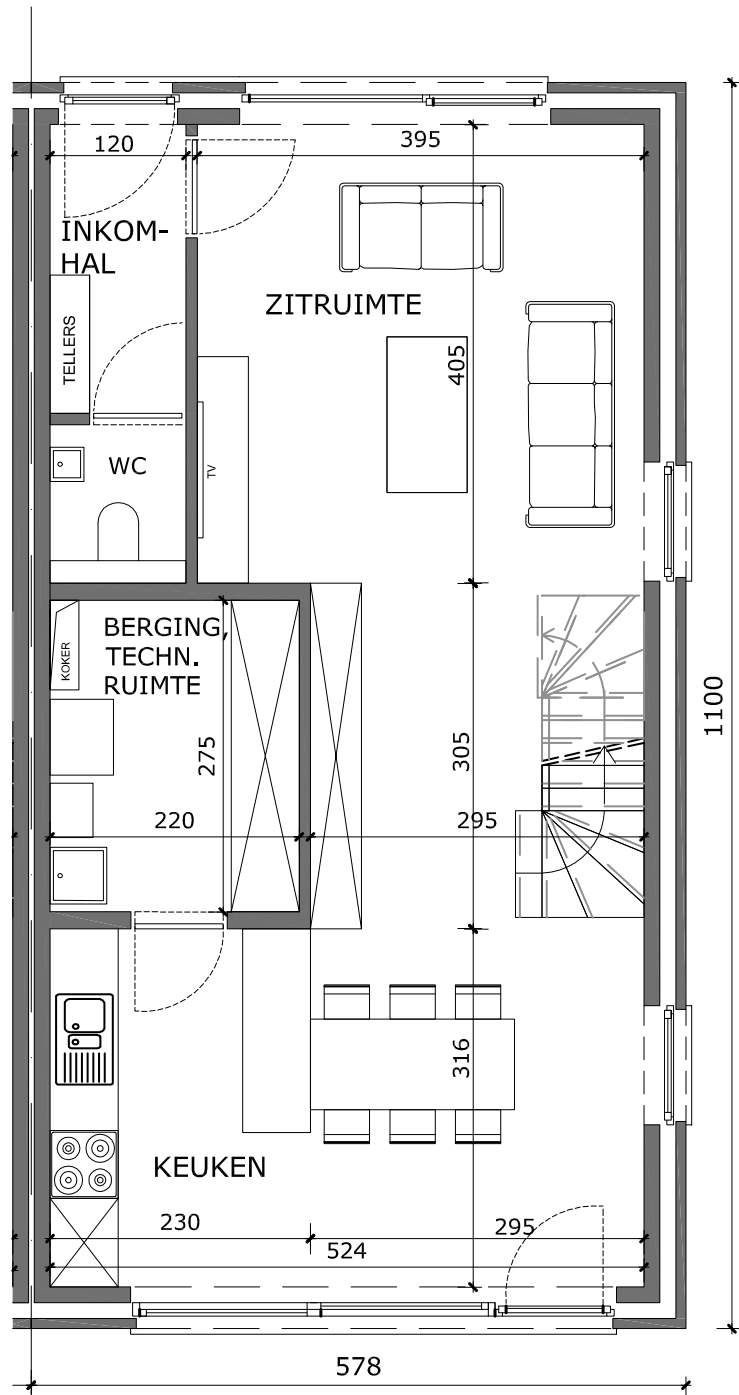 120
395
INKOM-
HAL
ZITRUIMTE
TELLERS
405
WC
TV
BERGING,
TECHN.
RUIMTE
KOKER
275
305
1100
220
295
316
KEUKEN
230
295
524
578